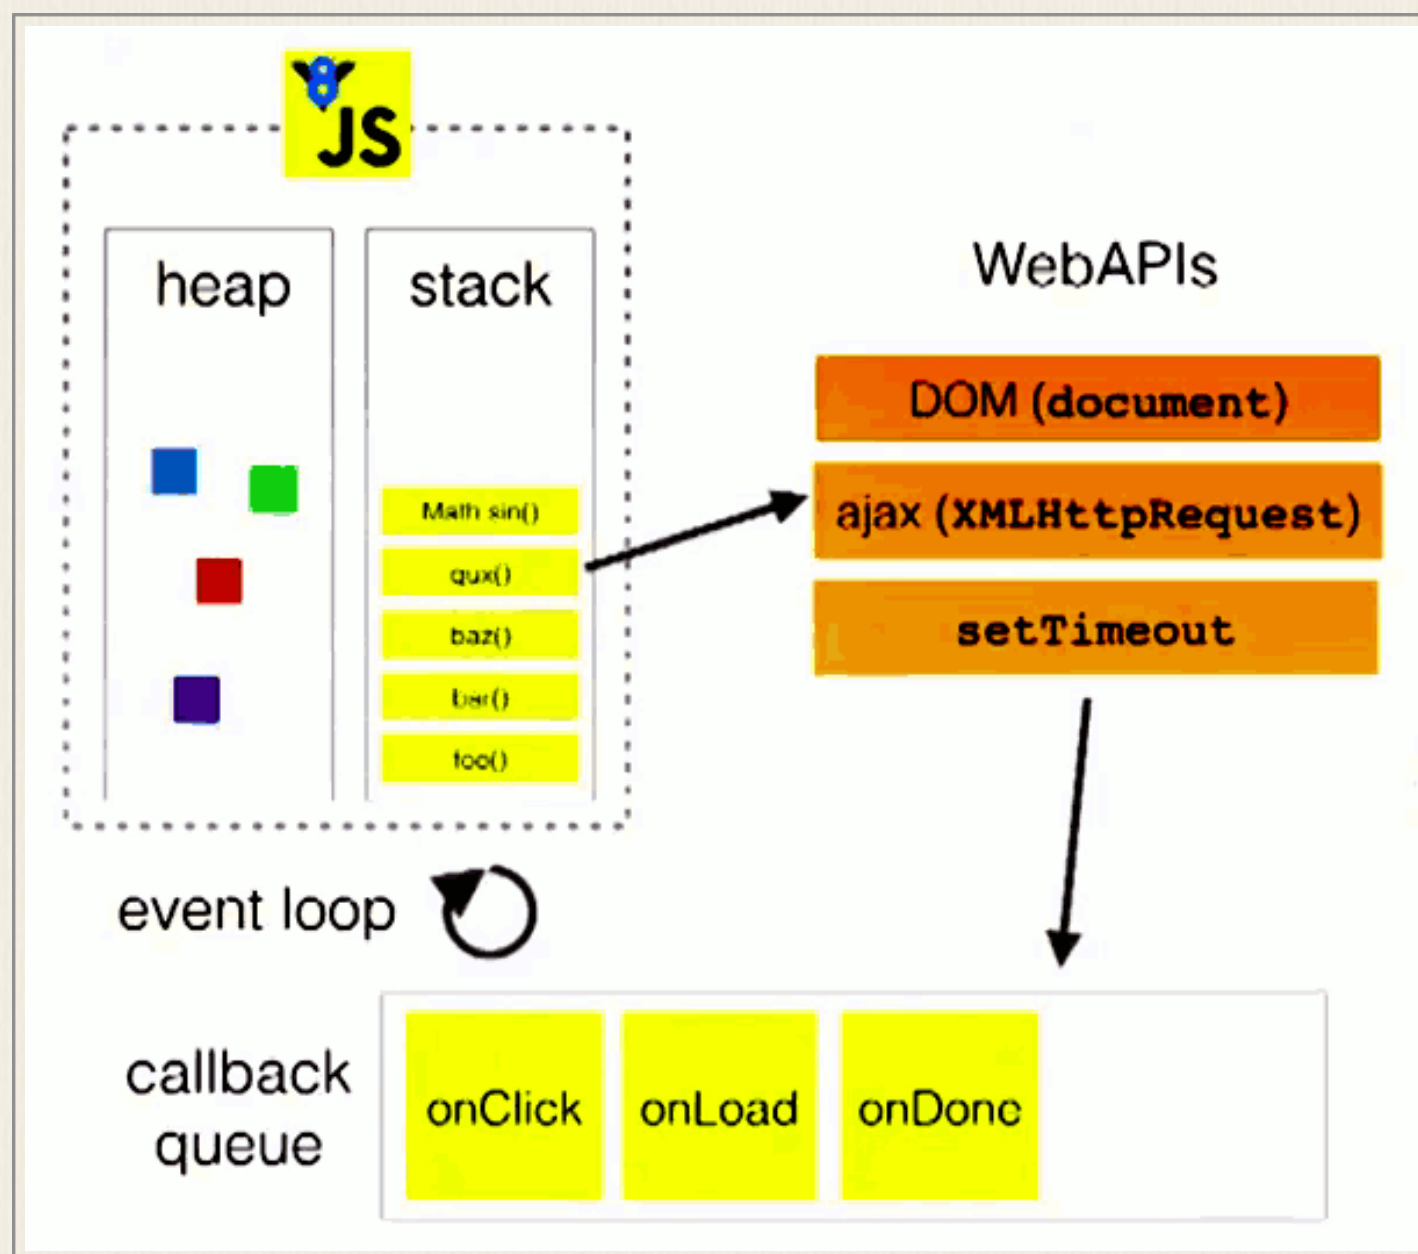 8
JS
heap
stack
WebAPIs
DOM (document)
ajax (XMLHttpRequest)
setTimeout
Math sin()
qux()
baz()
bar()
foo()
event loop
callback
queue
onClick
onLoad
onDone